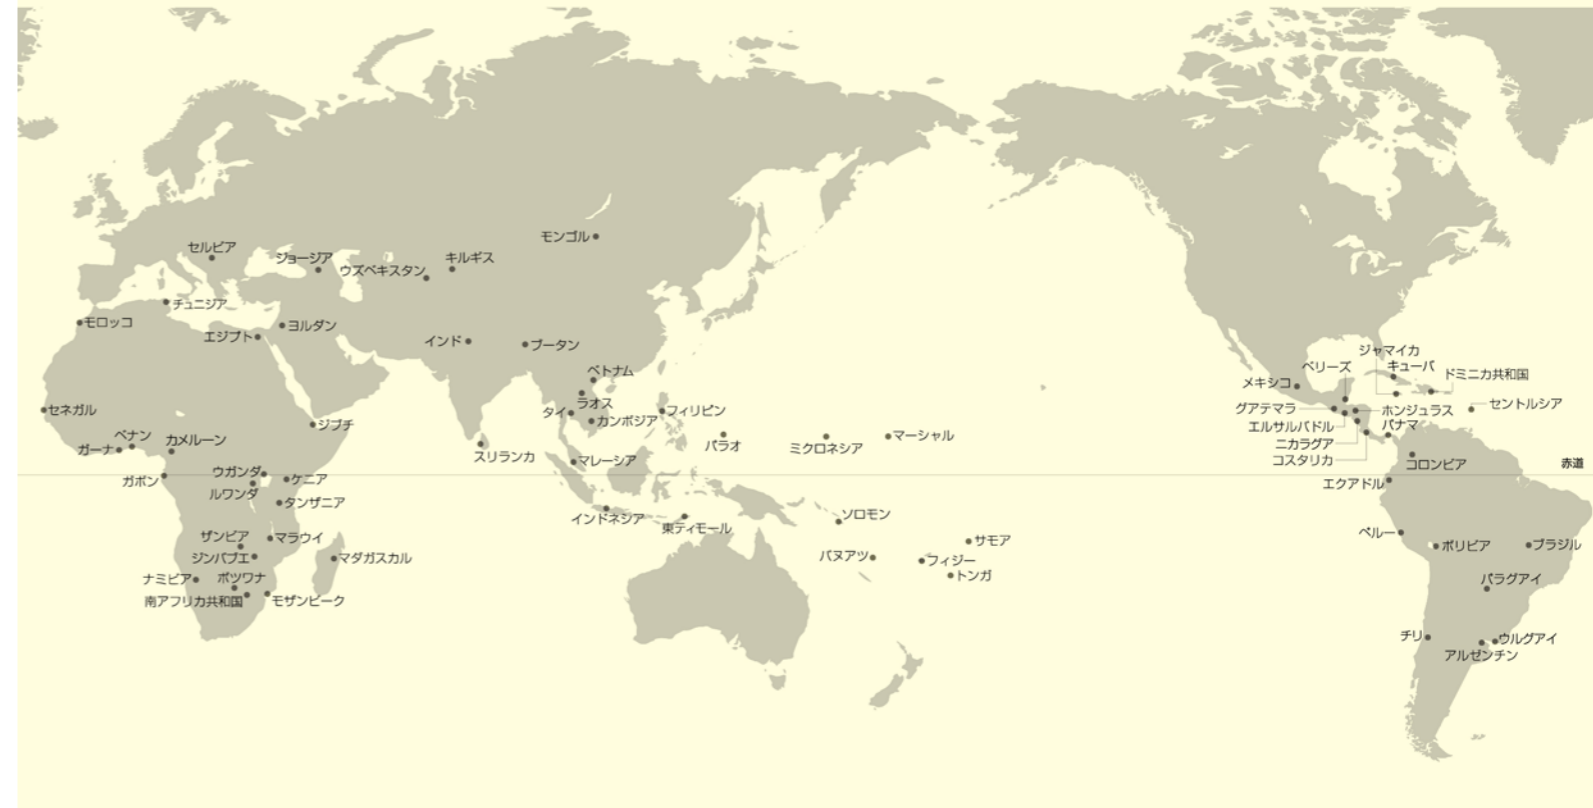 モンゴル
セルビア
ジョージア
キルギス
ウズベキスタン
チュニジア
モロッコ
ヨルダン
エジプト
インド
ブータン
ベトナム
ラオス
タイ
カンボジア
フィリピン
セネガル
ジブチ
ベナン
カメルーン
ガーナ
スリランカ
マレーシア
パラオ
ミクロネシア
マーシャル
ウガンダ
ケニア
ガボン
ルワンダ
タンザニア
インドネシア
東ティモール
ソロモン
ザンビア
マラウイ
ジンバブエ
マダガスカル
バヌアツ
サモア
フィジー
トンガ
ナミビア
ボツワナ
南アフリカ共和国
モザンビーク
ジャマイカ
ベリーズ
キューバ
ドミニカ共和国
メキシコ
グアテマラ
ホンジュラス
セントルシア
エルサルバドル
パナマ
ニカラグア
コスタリカ
コロンビア
赤道
エクアドル
ペルー
ボリビア
ブラジル
パラグアイ
チリ
ウルグアイ
アルゼンチン